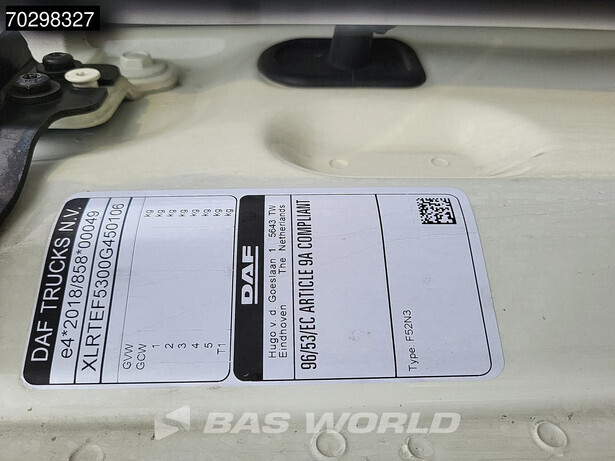 70298327
DAF TRUCKS N.V.
e4*2018/858*00049
XLRTEF5300G450106
GVW kg
GCW kg
1 kg
2 kg
3 kg
4 kg
5 kg
T1 kg
DAF
Hugo v. d. Goeslaan 1, 5643 TW
Eindhoven The Netherlands
96/53/EC ARTICLE 9A COMPLIANT
Type F52N3
BAS WORLD